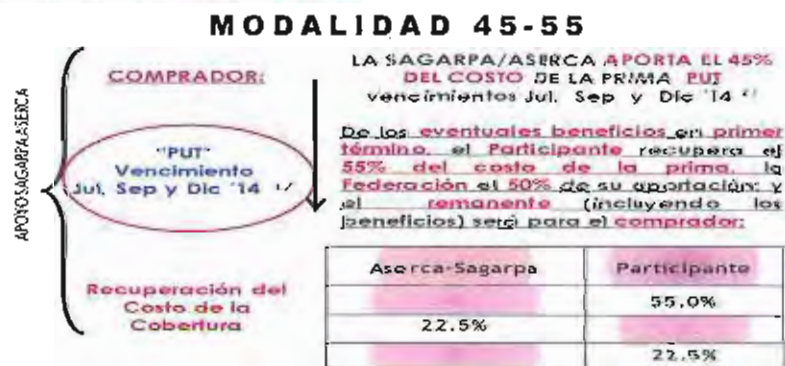 MODALIDAD 45-55
APOYO SAGARPA ASERCA
COMPRADOR:
"PUT"
Vencimiento
Jul, Sep y Dic '14 1/
Recuperación del
Costo de la
Cobertura
LA SAGARPA/ASERCA APORTA EL 45%
DEL COSTO DE LA PRIMA PUT
vencimientos Jul, Sep y Dic '14
De los eventuales beneficios en primer
término, el Participante recupera el
55% del costo de la prima, la
Federación el 50% de su aportación; y
el remanente (incluyendo los
beneficios) será para el comprador:
Aserca-Sagarpa Participante
55.0%
22.5%
22.5%